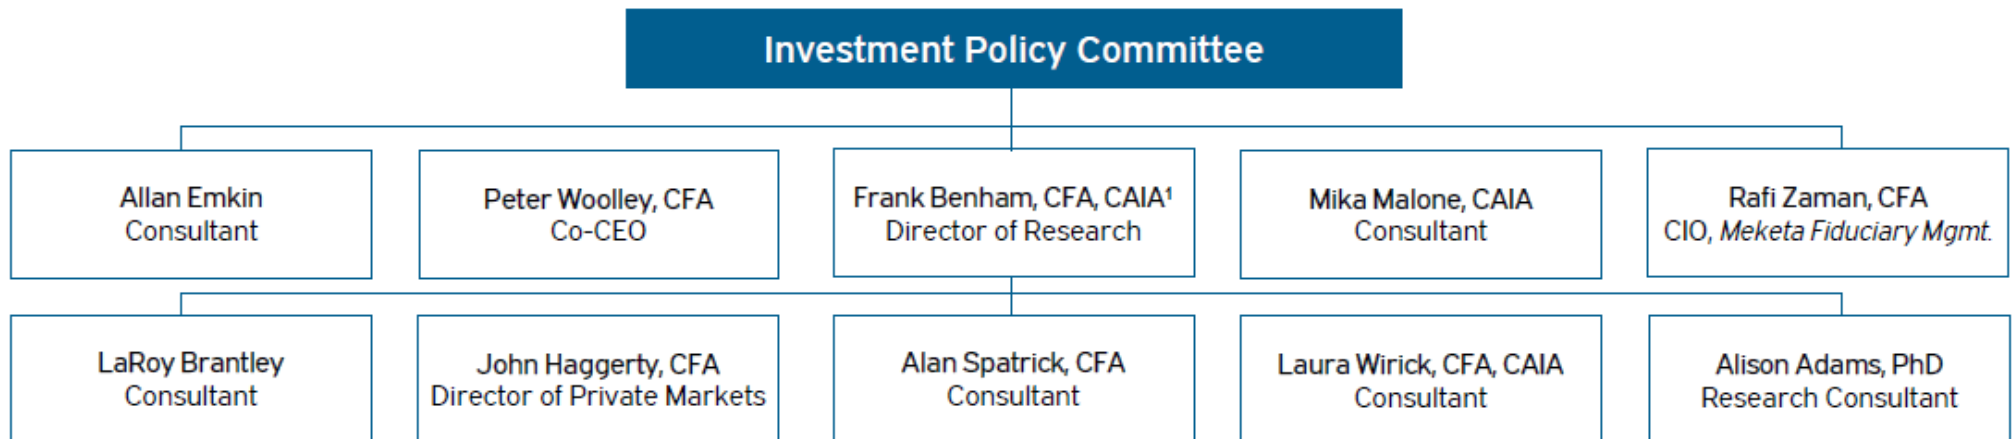 Investment Policy Committee
Allan Emkin
Consultant
Peter Woolley, CFA
Co-CEO
Frank Benham, CFA, CAIA¹
Director of Research
Mika Malone, CAIA
Consultant
Rafi Zaman, CFA
CIO, Meketa Fiduciary Mgmt.
LaRoy Brantley
Consultant
John Haggerty, CFA
Director of Private Markets
Alan Spatrick, CFA
Consultant
Laura Wirick, CFA, CAIA
Consultant
Alison Adams, PhD
Research Consultant